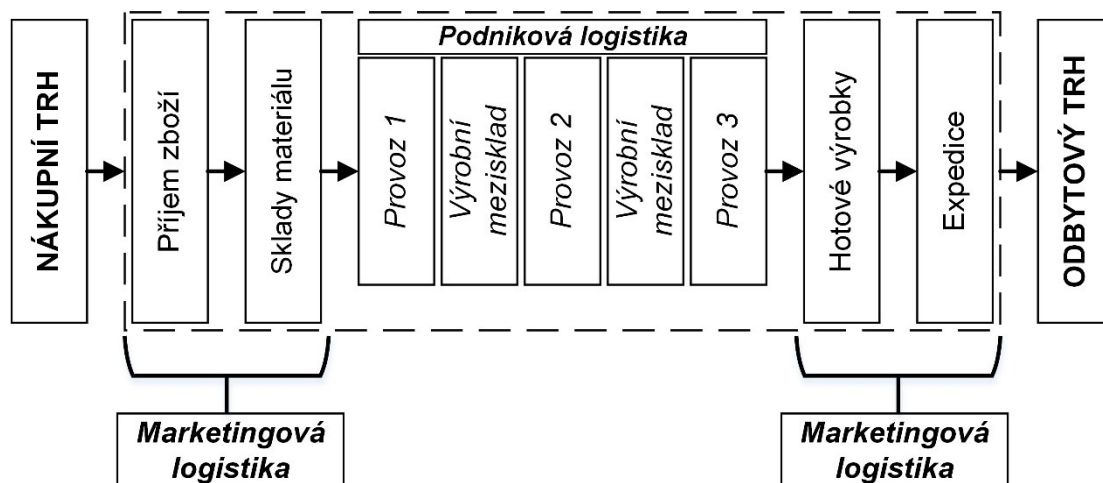 NÁKUPNÍ TRH
Příjem zboží
Sklady materiálu
Podniková logistika
Provoz 1
Výrobní
mezisklad
Provoz 2
Výrobní
mezisklad
Provoz 3
Hotové výrobky
Expedice
ODBYTOVÝ TRH
Marketingová
logistika
Marketingová
logistika